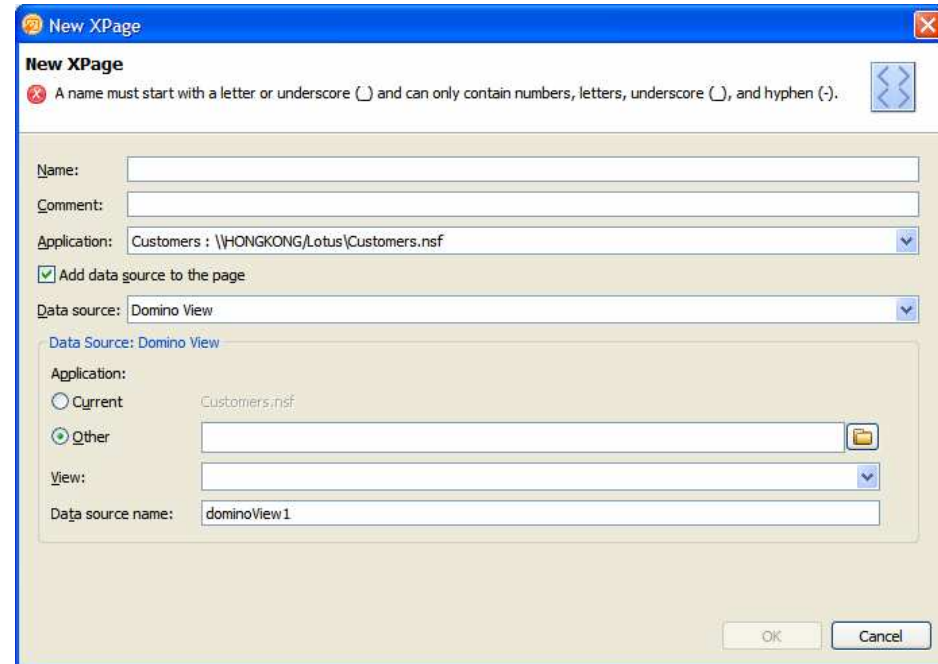 New XPage
New XPage
A name must start with a letter or underscore (_) and can only contain numbers, letters, underscore (_), and hyphen (-).
Name:
Comment:
Application: Customers : \\HONGKONG/Lotus\Customers.nsf
Add data source to the page
Data source: Domino View
Data Source: Domino View
Application:
Current Customers.nsf
Other
View:
Data source name: dominoView1
OK Cancel